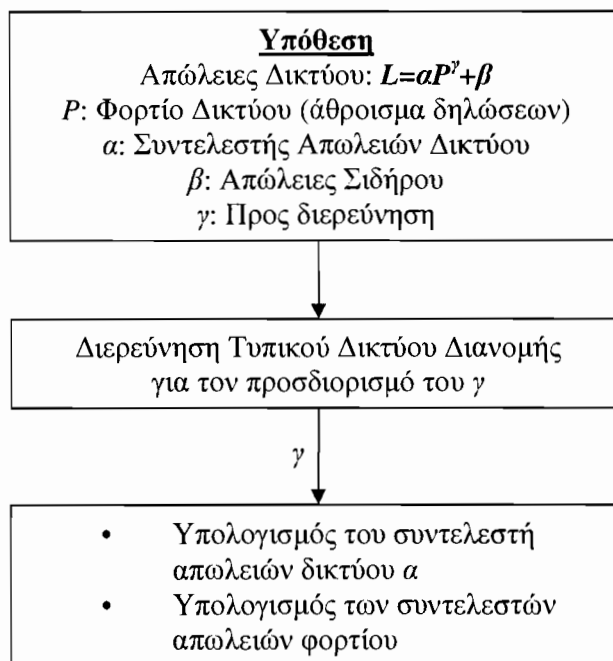 Υπόθεση
Απώλειες Δικτύου: L=αP^γ+β
P: Φορτίο Δικτύου (άθροισμα δηλώσεων)
α: Συντελεστής Απωλειών Δικτύου
β: Απώλειες Σιδήρου
γ: Προς διερεύνηση
Διερεύνηση Τυπικού Δικτύου Διανομής
για τον προσδιορισμό του γ
γ
• Υπολογισμός του συντελεστή
απωλειών δικτύου α
• Υπολογισμός των συντελεστών
απωλειών φορτίου